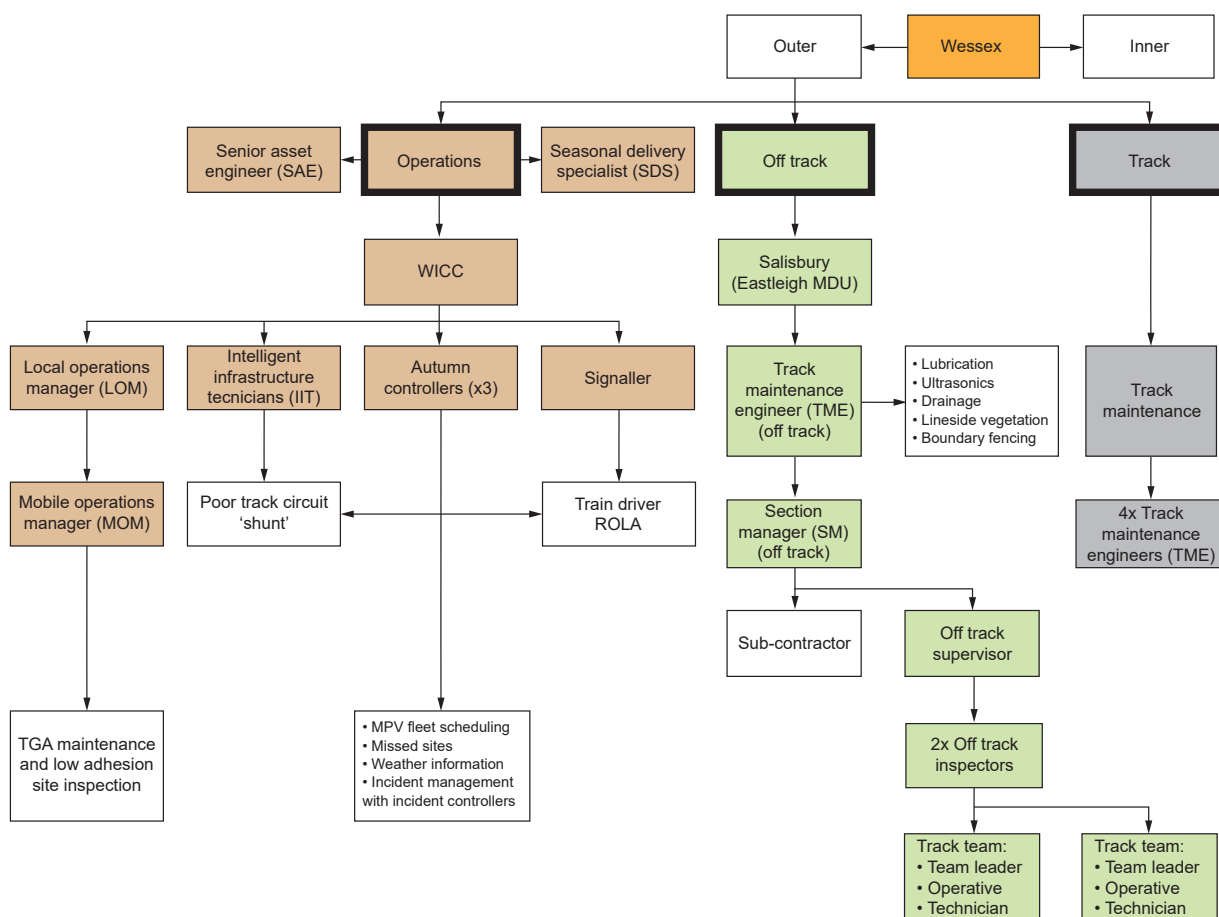 Outer
Wessex
Inner
Senior asset
engineer (SAE)
Operations
Seasonal delivery
specialist (SDS)
Off track
Track
WICC
Salisbury
(Eastleigh MDU)
Local operations
manager (LOM)
Intelligent
infrastructure
tecnicians (IIT)
Autumn
controllers (x3)
Signaller
Track
maintenance
engineer (TME)
(off track)
• Lubrication
• Ultrasonics
• Drainage
• Lineside vegetation
• Boundary fencing
Track
maintenance
Mobile operations
manager (MOM)
Poor track circuit
‘shunt’
Train driver
ROLA
Section
manager (SM)
(off track)
4x Track
maintenance
engineers (TME)
Sub-contractor
Off track
supervisor
TGA maintenance
and low adhesion
site inspection
• MPV fleet scheduling
• Missed sites
• Weather information
• Incident management
with incident controllers
2x Off track
inspectors
Track team:
• Team leader
• Operative
• Technician
Track team:
• Team leader
• Operative
• Technician